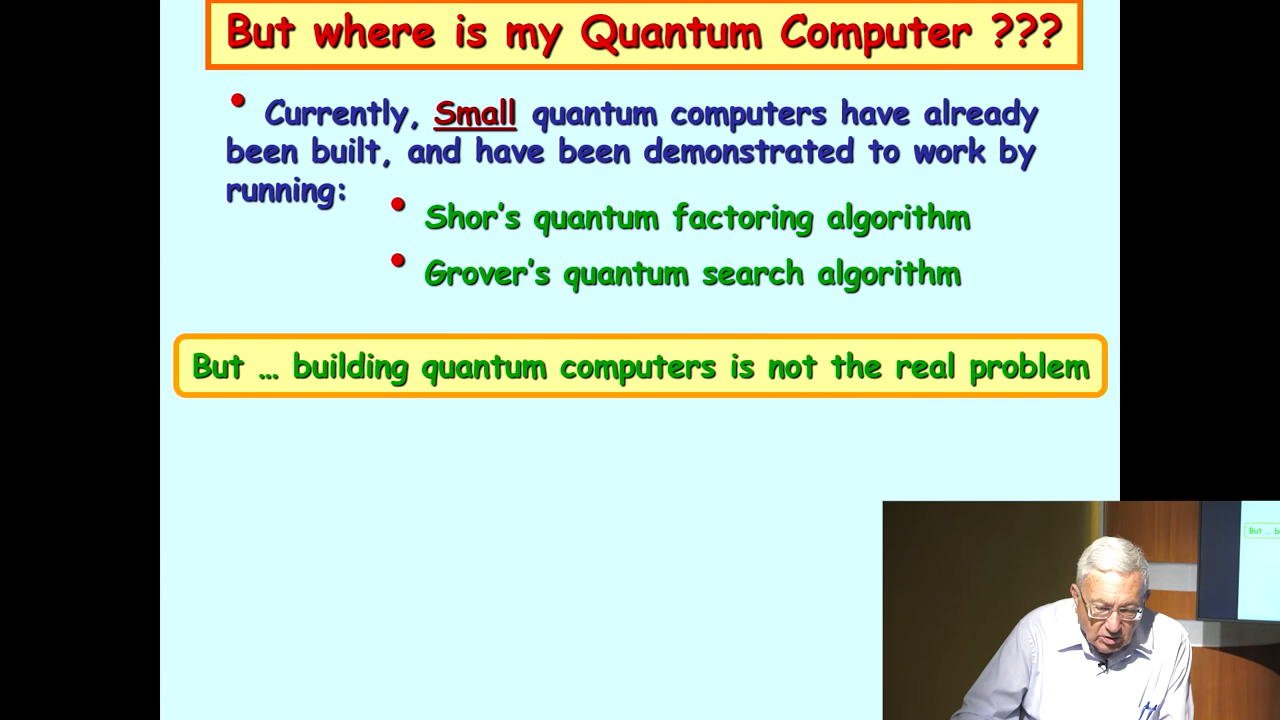 But where is my Quantum Computer ???
• Currently, Small quantum computers have already
been built, and have been demonstrated to work by
running:
• Shor's quantum factoring algorithm
• Grover's quantum search algorithm
But … building quantum computers is not the real problem
But … b